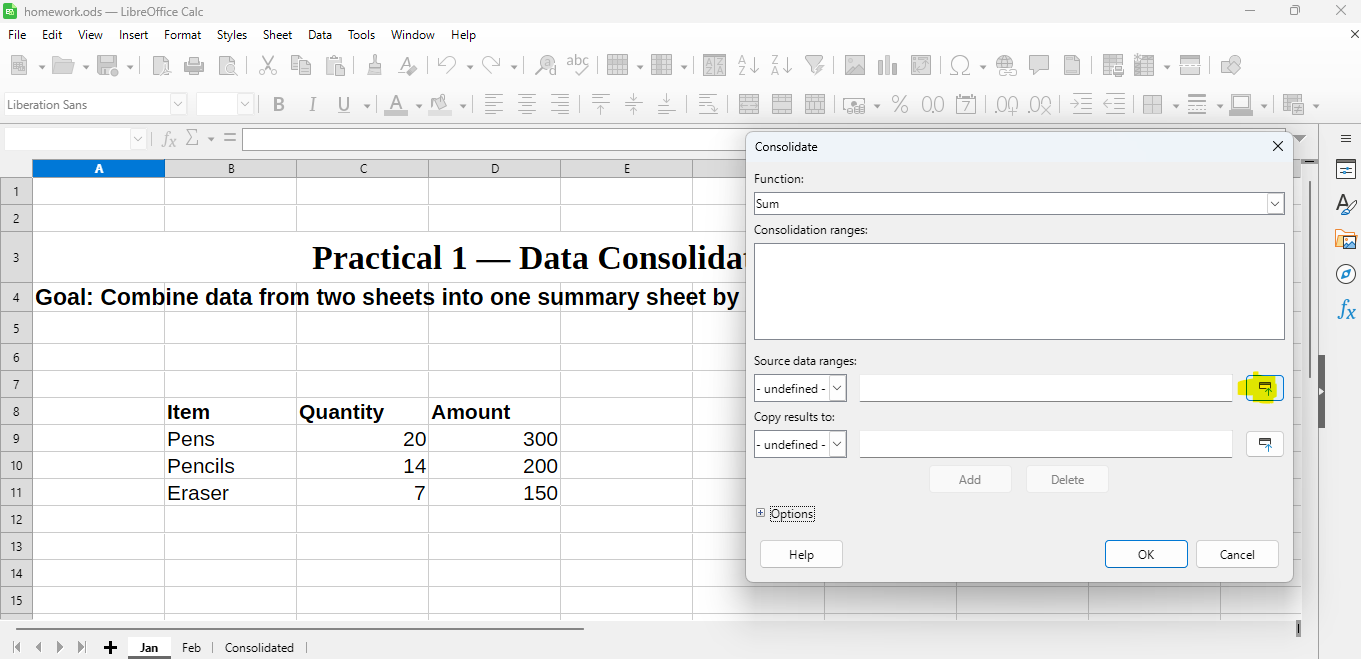 homework.ods — LibreOffice Calc
File Edit View Insert Format Styles Sheet Data Tools Window Help
Liberation Sans
A B C D E
1
2
3 Practical 1 — Data Consolida
4 Goal: Combine data from two sheets into one summary sheet by
5
6
7
8 Item Quantity Amount
9 Pens 20 300
10 Pencils 14 200
11 Eraser 7 150
12
13
14
15
Consolidate
Function:
Sum
Consolidation ranges:
Source data ranges:
- undefined -
Copy results to:
- undefined -
Add Delete
Options
Help OK Cancel
Jan Feb Consolidated